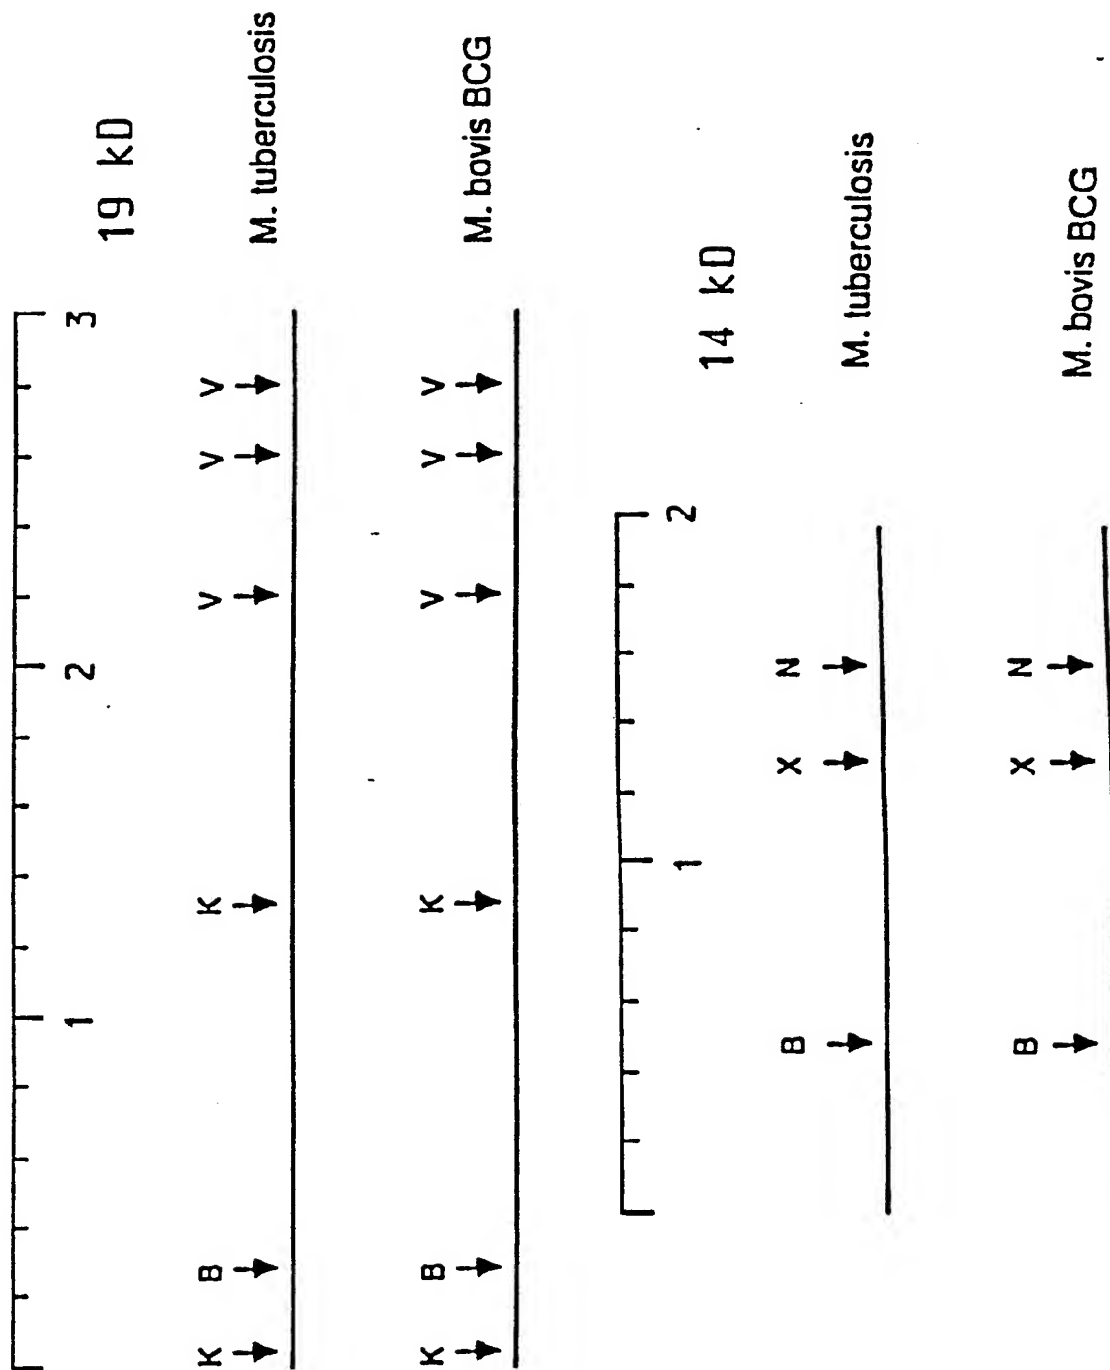 1 2 3
19 kD
K B K V V V
M. tuberculosis
K B K V V V
M. bovis BCG
1 2
14 kD
B X N
M. tuberculosis
B X N
M. bovis BCG